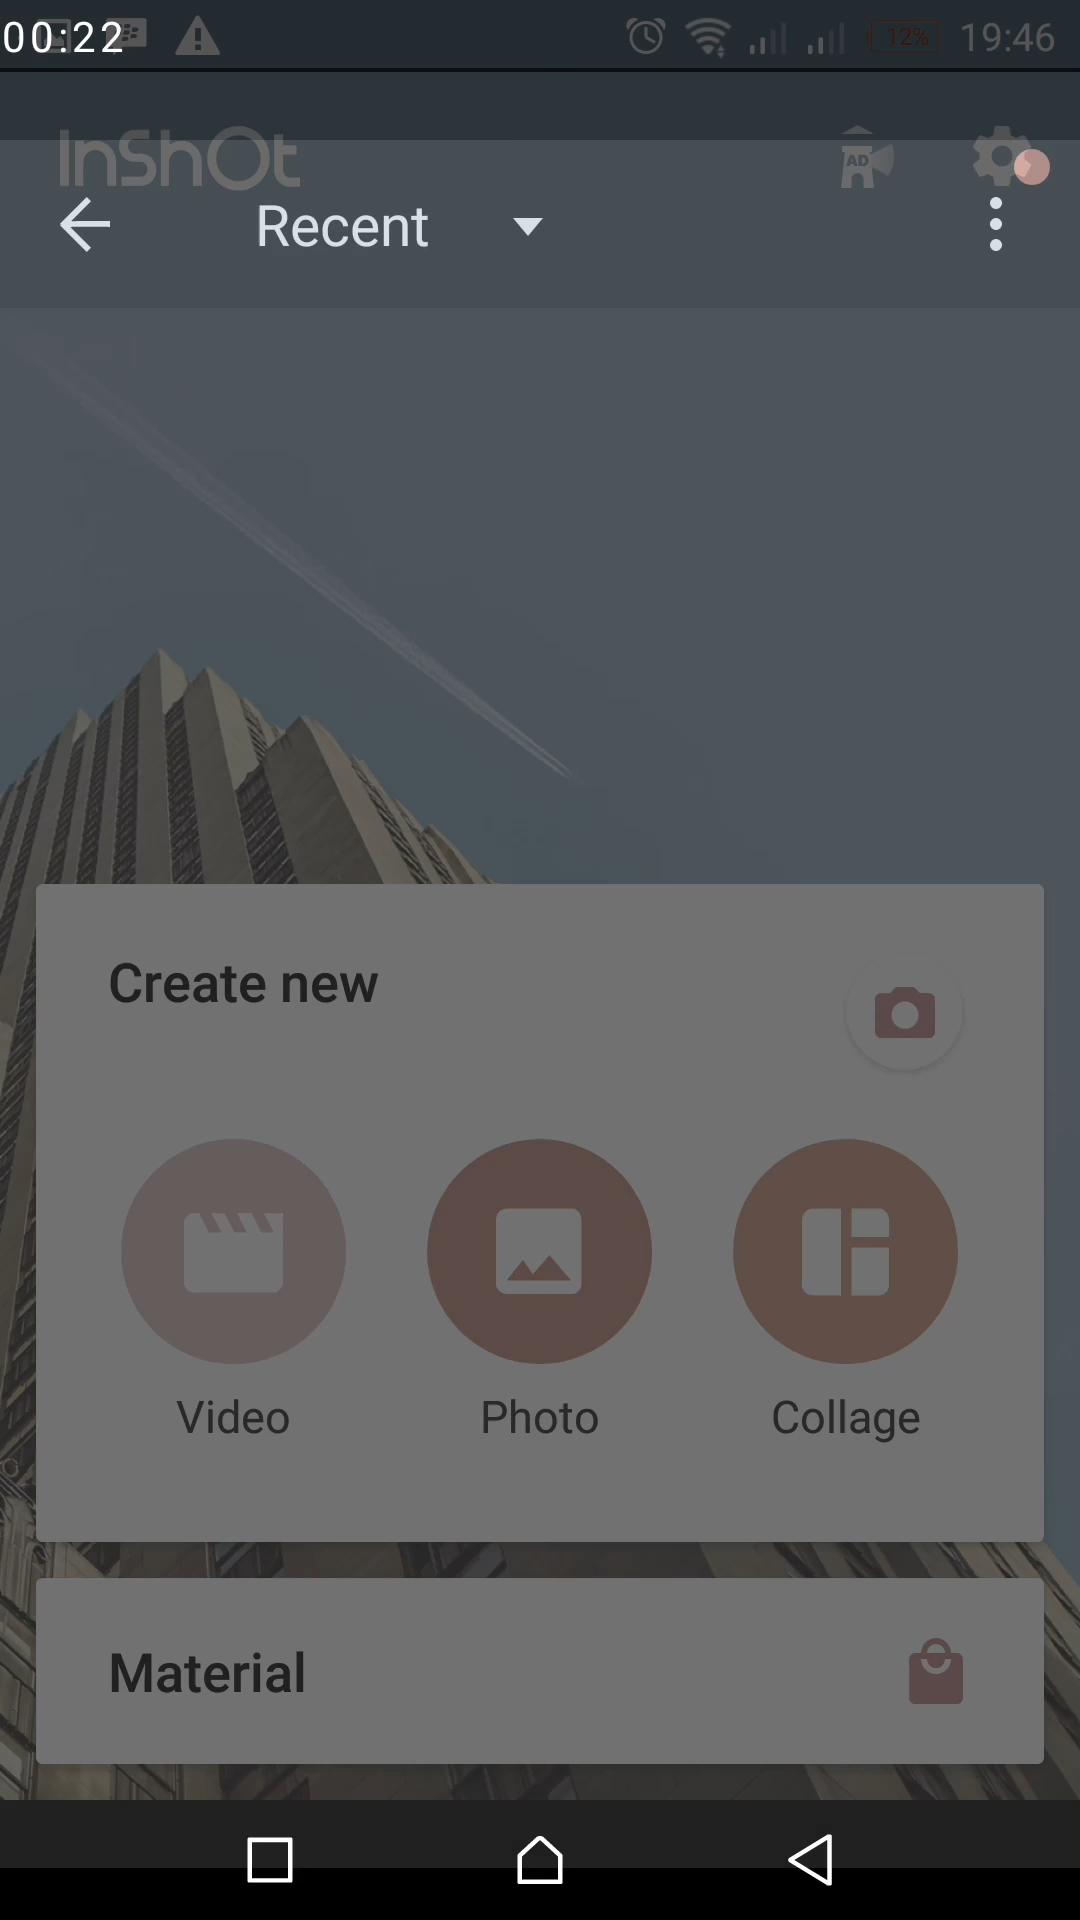 00:22
12%
19:46
InShOt
AD
Recent
Create new
Video
Photo
Collage
Material